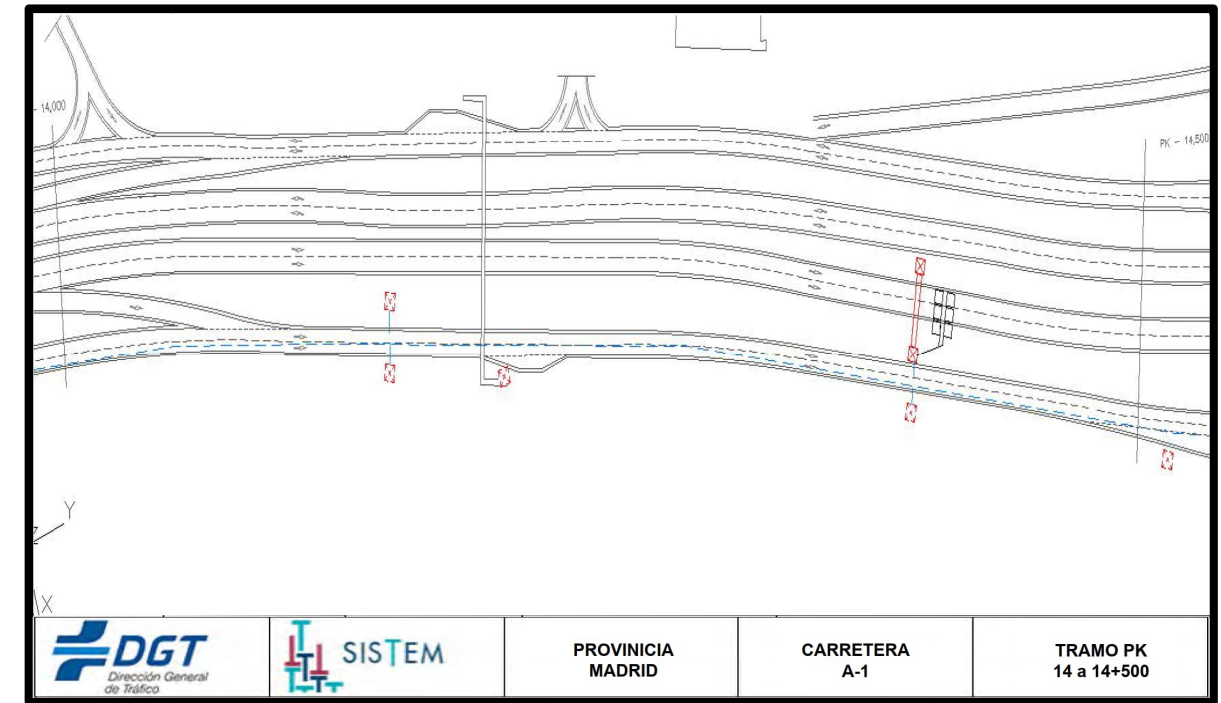 - 14,000
PK - 14,500
Y
Z
X
DGT
Dirección General
de Tráfico
SISTEM
PROVINICIA
MADRID
CARRETERA
A-1
TRAMO PK
14 a 14+500